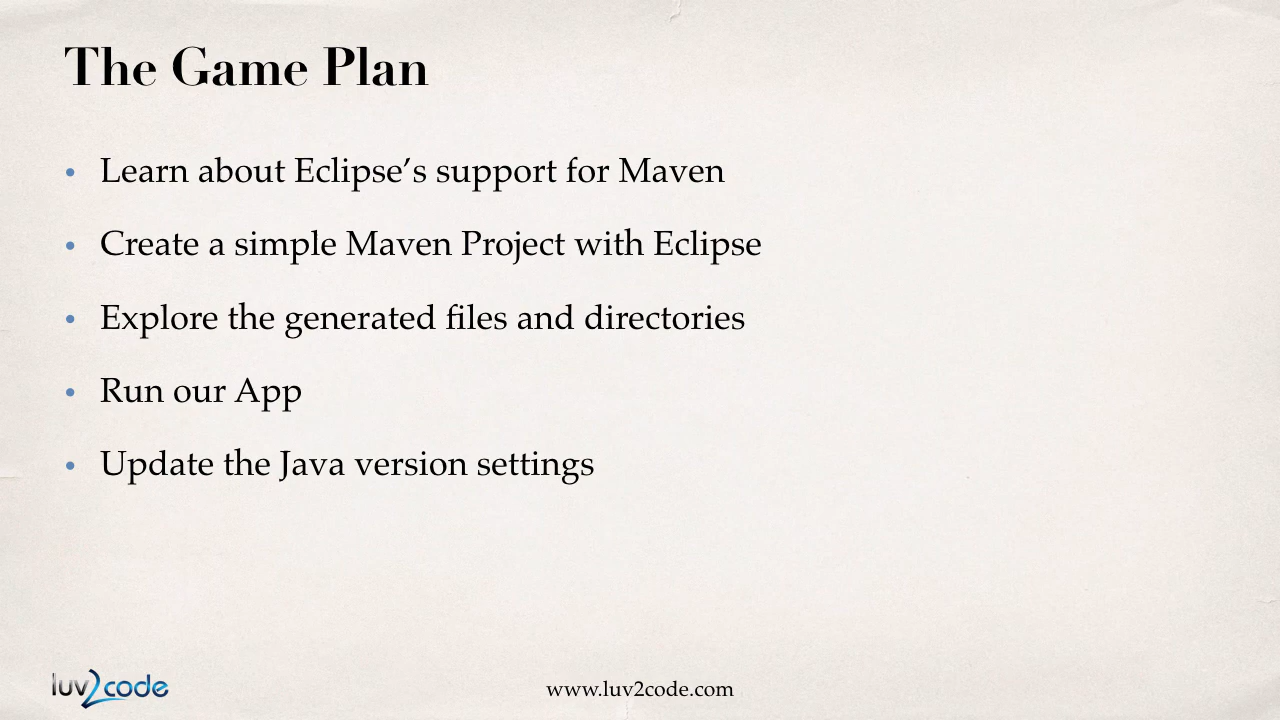 The Game Plan
• Learn about Eclipse’s support for Maven
• Create a simple Maven Project with Eclipse
• Explore the generated files and directories
• Run our App
• Update the Java version settings
luv2code
www.luv2code.com